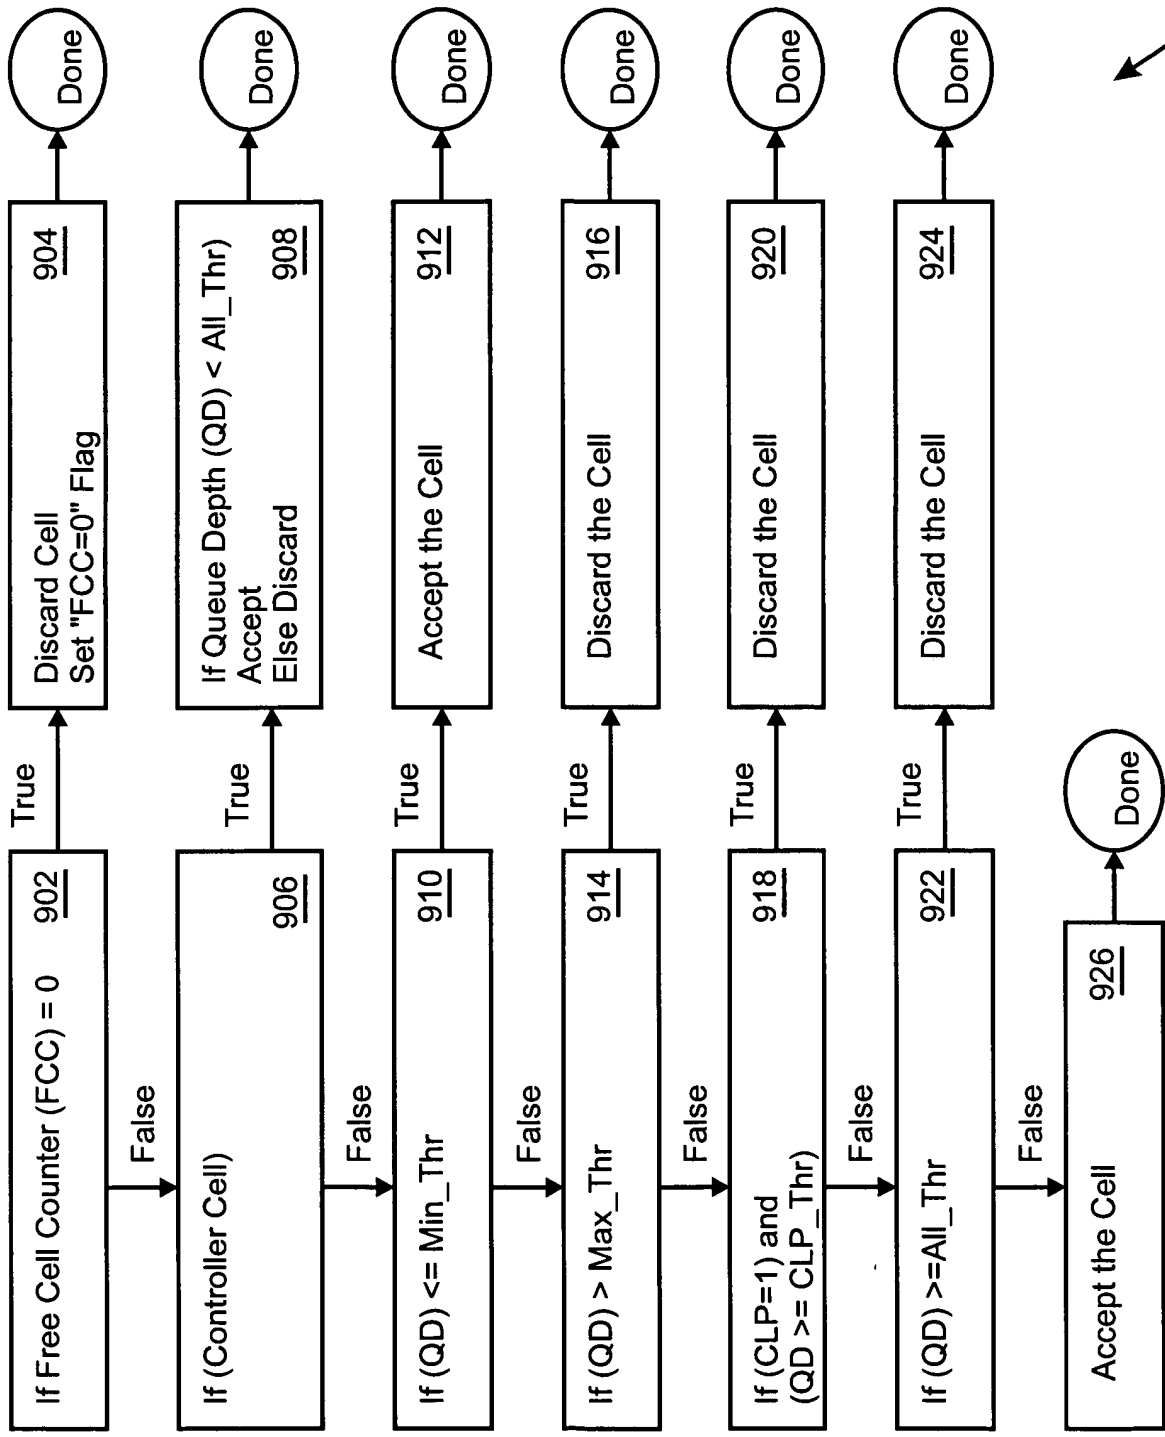 If Free Cell Counter (FCC) = 0
902
True
Discard Cell
Set "FCC=0" Flag
904
Done
False
If (Controller Cell)
906
True
If Queue Depth (QD) < All_Thr)
Accept
Else Discard
908
Done
False
If (QD) <= Min_Thr
910
True
Accept the Cell
912
Done
False
If (QD) > Max_Thr
914
True
Discard the Cell
916
Done
False
If (CLP=1) and
(QD >= CLP_Thr)
918
True
Discard the Cell
920
Done
False
If (QD) >=All_Thr
922
True
Discard the Cell
924
Done
False
Accept the Cell
926
Done